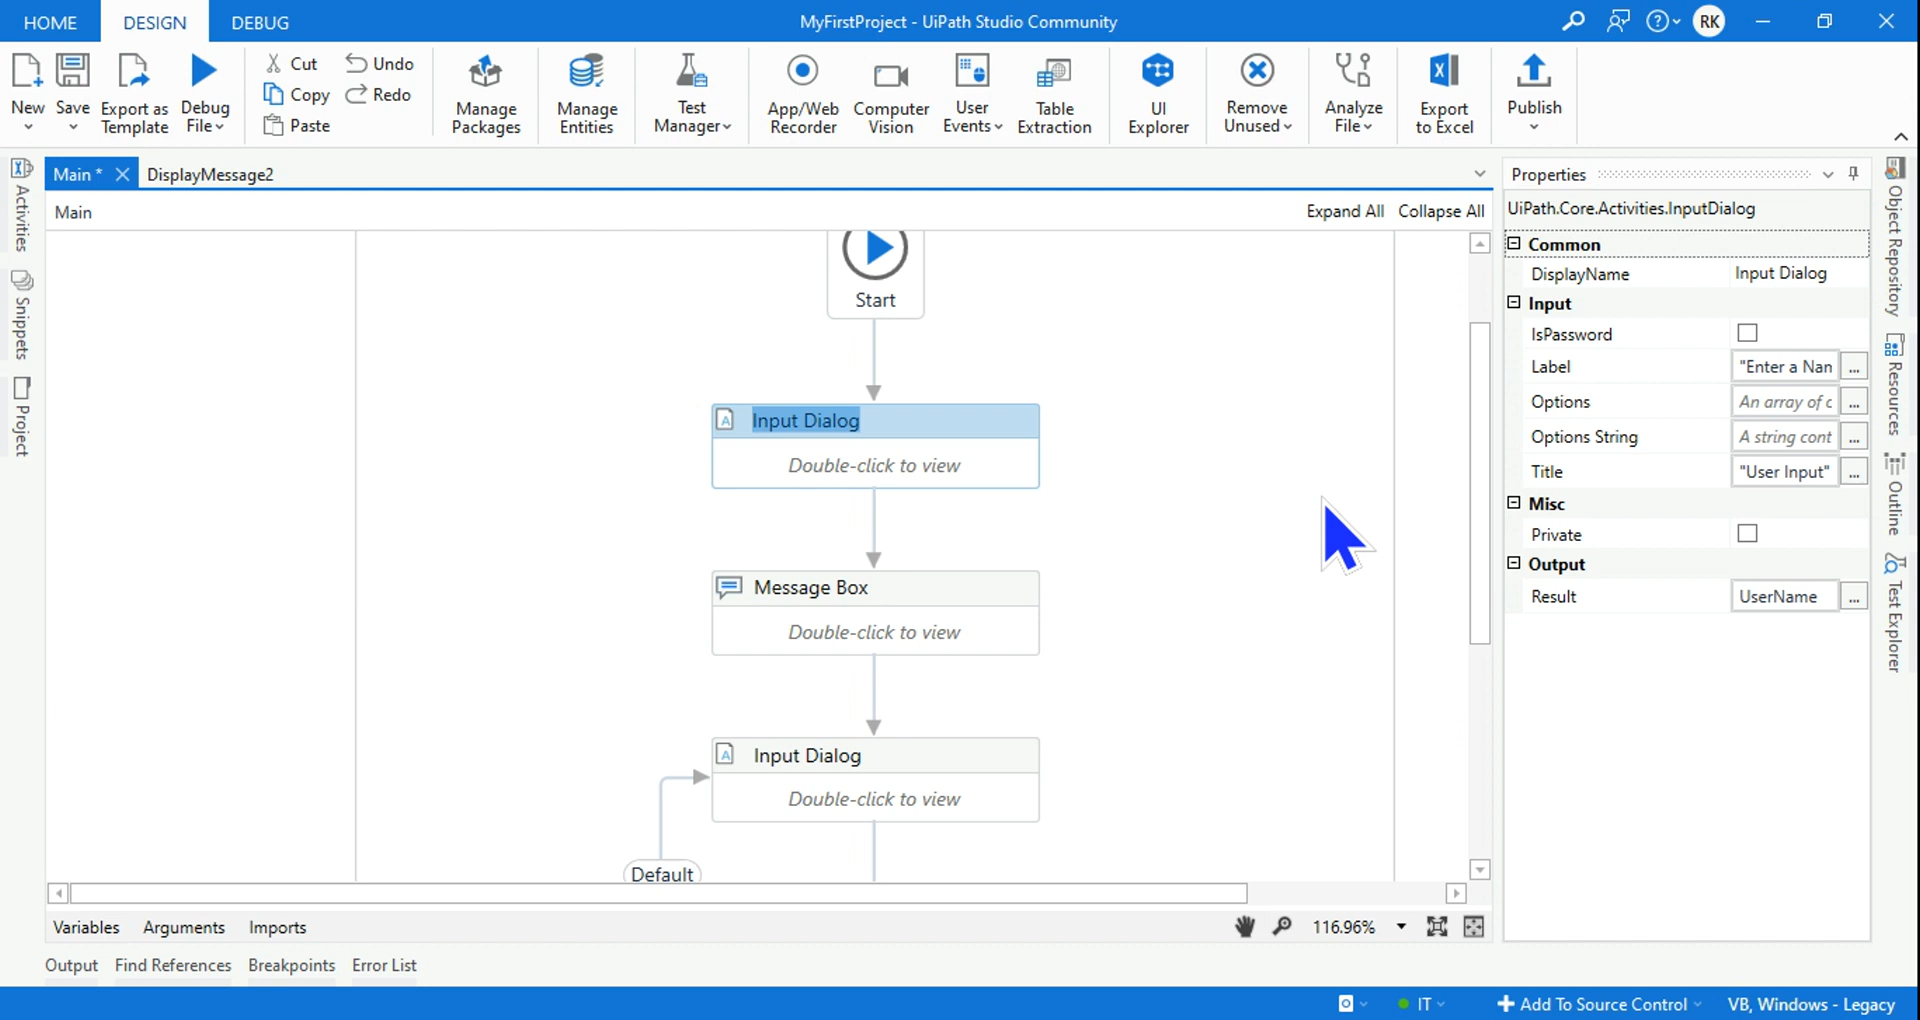 HOME DESIGN DEBUG
MyFirstProject - UiPath Studio Community
RK
New Save Export as Template Debug File
Cut Copy Paste
Undo Redo
Manage Packages
Manage Entities
Test Manager
App/Web Recorder
Computer Vision
User Events
Table Extraction
UI Explorer
Remove Unused
Analyze File
Export to Excel
Publish
Activities
Snippets
Project
Main * DisplayMessage2
Main Expand All Collapse All
Start
Input Dialog
Double-click to view
Message Box
Double-click to view
Input Dialog
Double-click to view
Default
Variables Arguments Imports
116.96%
Properties
UiPath.Core.Activities.InputDialog
Common
DisplayName Input Dialog
Input
IsPassword
Label "Enter a Nan ...
Options An array of c ...
Options String A string cont ...
Title "User Input" ...
Misc
Private
Output
Result UserName ...
Object Repository
Resources
Outline
Test Explorer
Output Find References Breakpoints Error List
IT Add To Source Control VB, Windows - Legacy